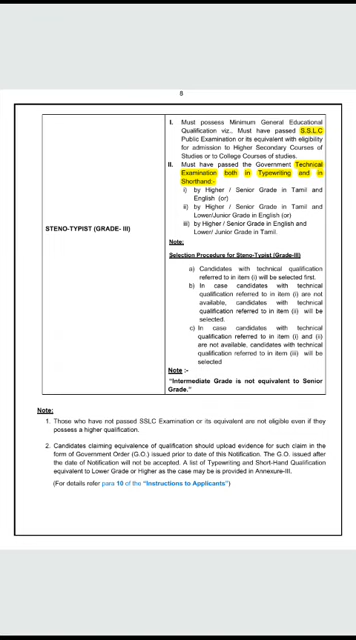 8
I. Must possess Minimum General Educational
Qualification viz., Must have passed S.S.L.C
Public Examination or its equivalent with eligibility
for admission to Higher Secondary Courses of
Studies or to College Courses of studies.
II. Must have passed the Government Technical
Examination both in Typewriting and in
Shorthand:-
i) by Higher / Senior Grade in Tamil and
English (or)
ii) by Higher / Senior Grade in Tamil and
Lower/Junior Grade in English (or)
iii) by Higher / Senior Grade in English and
Lower/ Junior Grade in Tamil.
STENO-TYPIST (GRADE- III)
Note:
Selection Procedure for Steno-Typist (Grade-III)
a) Candidates with technical qualification
referred to in item (i) will be selected first.
b) In case candidates with technical
qualification referred to in item (i) are not
available, candidates with technical
qualification referred to in item (ii) will be
selected.
c) In case candidates with technical
qualification referred to in item (i) and (ii)
are not available, candidates with technical
qualification referred to in item (iii) will be
selected
Note :-
"Intermediate Grade is not equivalent to Senior
Grade."
Note:
1. Those who have not passed SSLC Examination or its equivalent are not eligible even if they
possess a higher qualification.
2. Candidates claiming equivalence of qualification should upload evidence for such claim in the
form of Government Order (G.O.) issued prior to date of this Notification. The G.O. issued after
the date of Notification will not be accepted. A list of Typewriting and Short-Hand Qualification
equivalent to Lower Grade or Higher as the case may be is provided in Annexure-III.
(For details refer para 10 of the "Instructions to Applicants")